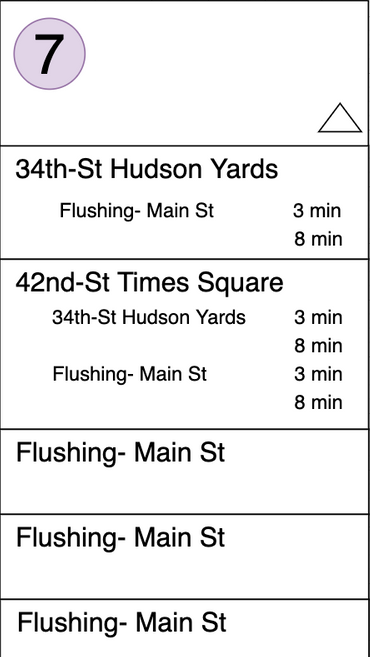 7
34th-St Hudson Yards
Flushing- Main St 3 min
8 min
42nd-St Times Square
34th-St Hudson Yards 3 min
8 min
Flushing- Main St 3 min
8 min
Flushing- Main St
Flushing- Main St
Flushing- Main St